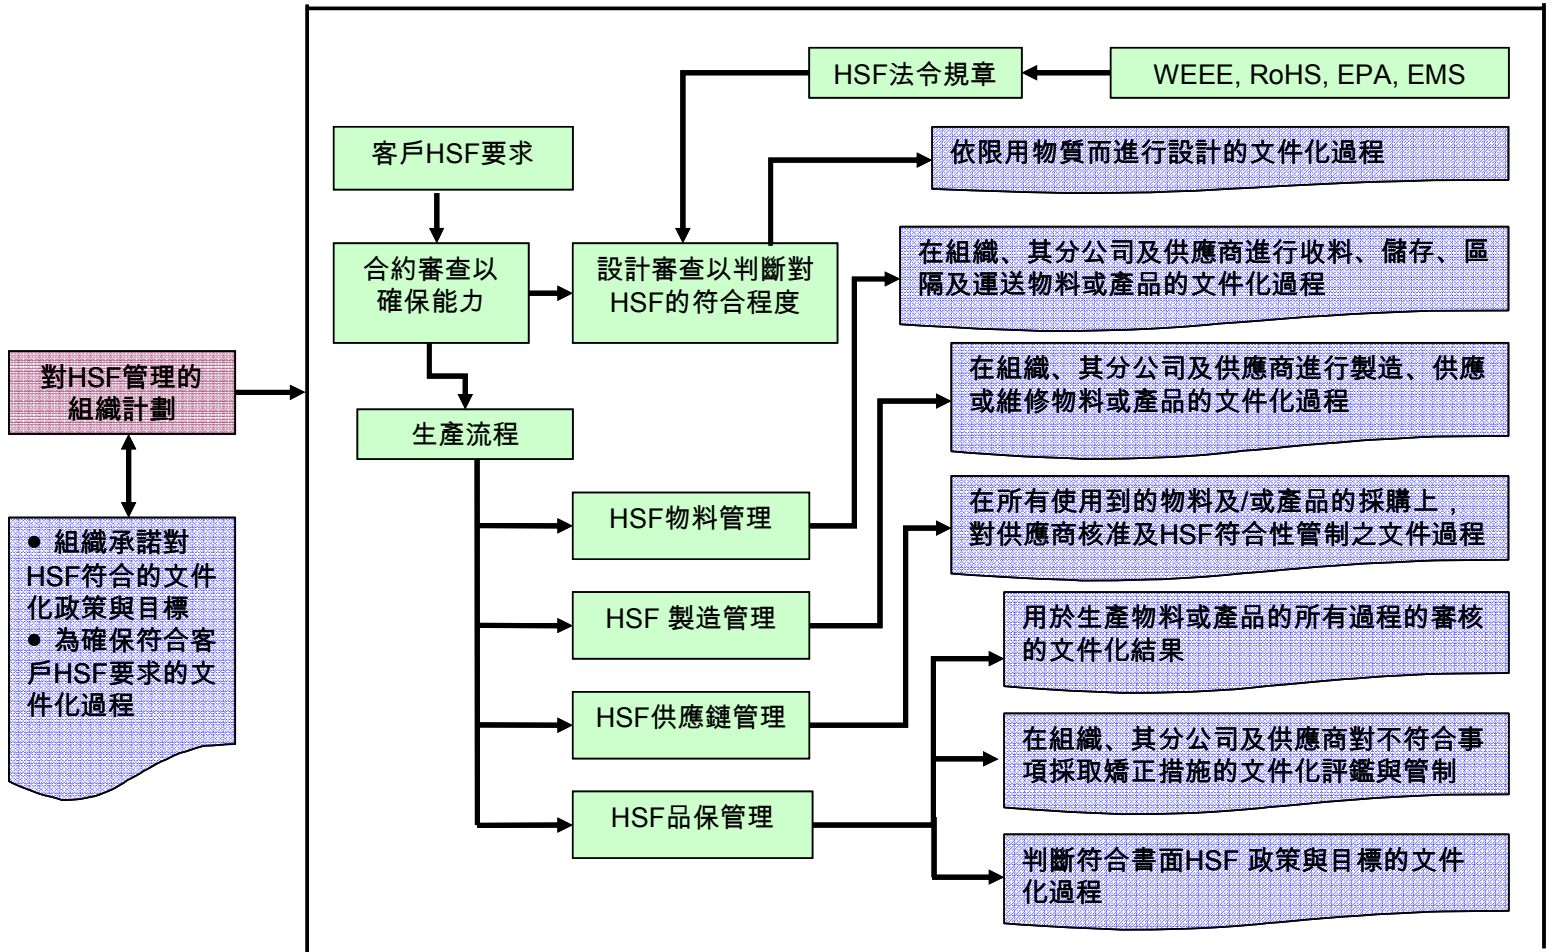 HSF法令規章
WEEE, RoHS, EPA, EMS
客戶HSF要求
依限用物質而進行設計的文件化過程
合約審查以
確保能力
設計審查以判斷對
HSF的符合程度
在組織、其分公司及供應商進行收料、儲存、區
隔及運送物料或產品的文件化過程
對HSF管理的
組織計劃
在組織、其分公司及供應商進行製造、供應
或維修物料或產品的文件化過程
生產流程
HSF物料管理
在所有使用到的物料及/或產品的採購上，
對供應商核准及HSF符合性管制之文件過程
● 組織承諾對
HSF符合的文件
化政策與目標
● 為確保符合客
戶HSF要求的文
件化過程
HSF 製造管理
用於生產物料或產品的所有過程的審核
的文件化結果
HSF供應鏈管理
在組織、其分公司及供應商對不符合事
項採取矯正措施的文件化評鑑與管制
HSF品保管理
判斷符合書面HSF 政策與目標的文件
化過程